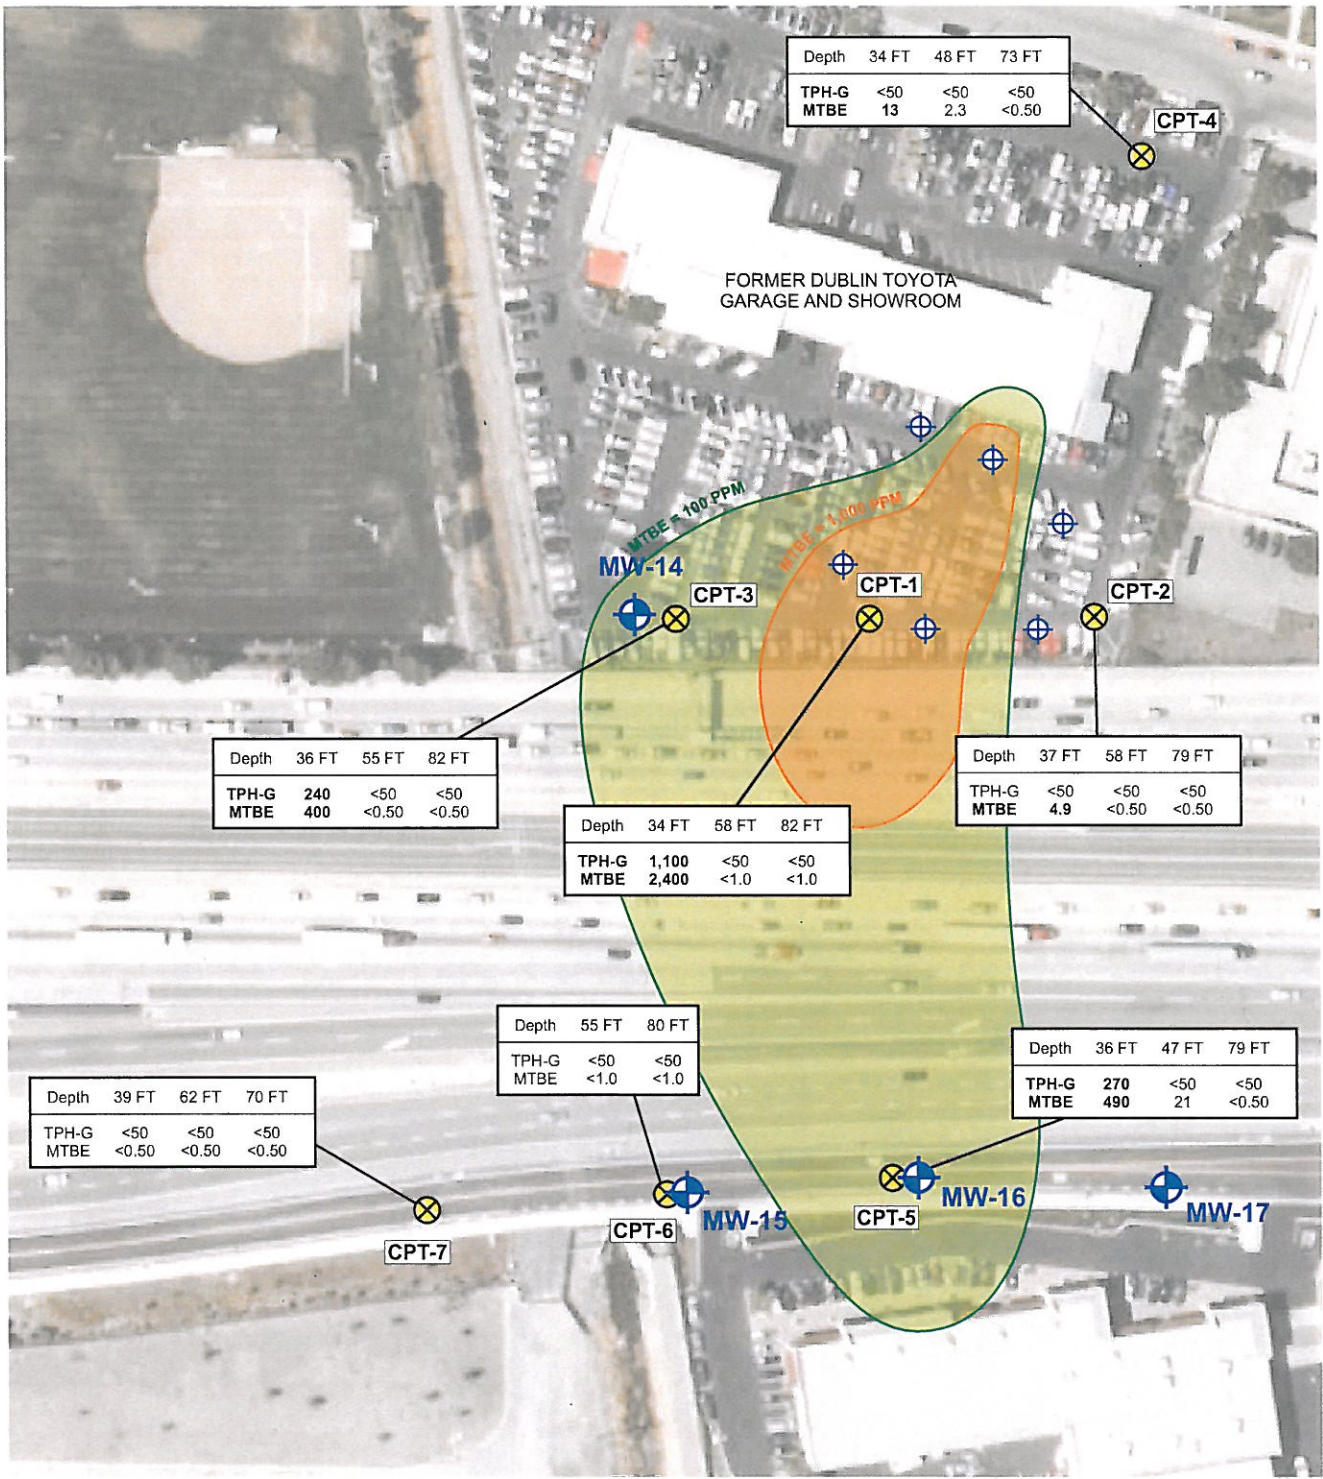 Depth 34 FT 48 FT 73 FT
TPH-G <50 <50 <50
MTBE 13 2.3 <0.50
CPT-4
FORMER DUBLIN TOYOTA
GARAGE AND SHOWROOM
MTBE = 100 PPM
MTBE = 1,000 PPM
MW-14
CPT-3
CPT-1
CPT-2
Depth 36 FT 55 FT 82 FT
TPH-G 240 <50 <50
MTBE 400 <0.50 <0.50
Depth 37 FT 58 FT 79 FT
TPH-G <50 <50 <50
MTBE 4.9 <0.50 <0.50
Depth 34 FT 58 FT 82 FT
TPH-G 1,100 <50 <50
MTBE 2,400 <1.0 <1.0
Depth 55 FT 80 FT
TPH-G <50 <50
MTBE <1.0 <1.0
Depth 36 FT 47 FT 79 FT
TPH-G 270 <50 <50
MTBE 490 21 <0.50
Depth 39 FT 62 FT 70 FT
TPH-G <50 <50 <50
MTBE <0.50 <0.50 <0.50
CPT-7
CPT-6
MW-15
CPT-5
MW-16
MW-17